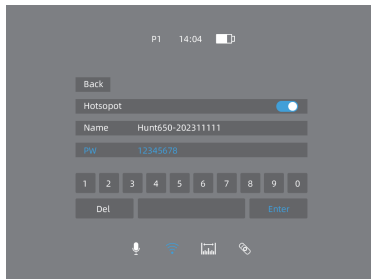 P1 14:04
Back
Hotsopot
Name Hunt650-202311111
PW 12345678
1 2 3 4 5 6 7 8 9 0
Del Enter